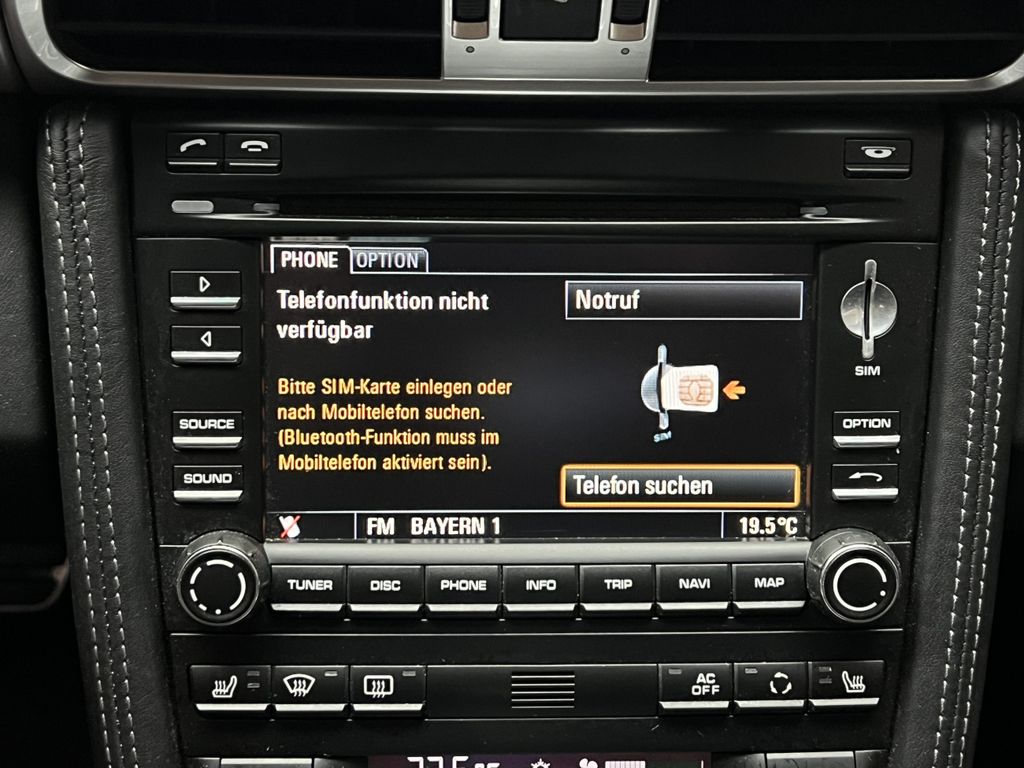 PHONE OPTION
Telefonfunktion nicht
verfügbar
Notruf
Bitte SIM-Karte einlegen oder
nach Mobiltelefon suchen.
(Bluetooth-Funktion muss im
Mobiltelefon aktiviert sein).
SIM
Telefon suchen
FM BAYERN 1
19.5°C
SOURCE
SOUND
SIM
OPTION
TUNER DISC PHONE INFO TRIP NAVI MAP
AC
OFF